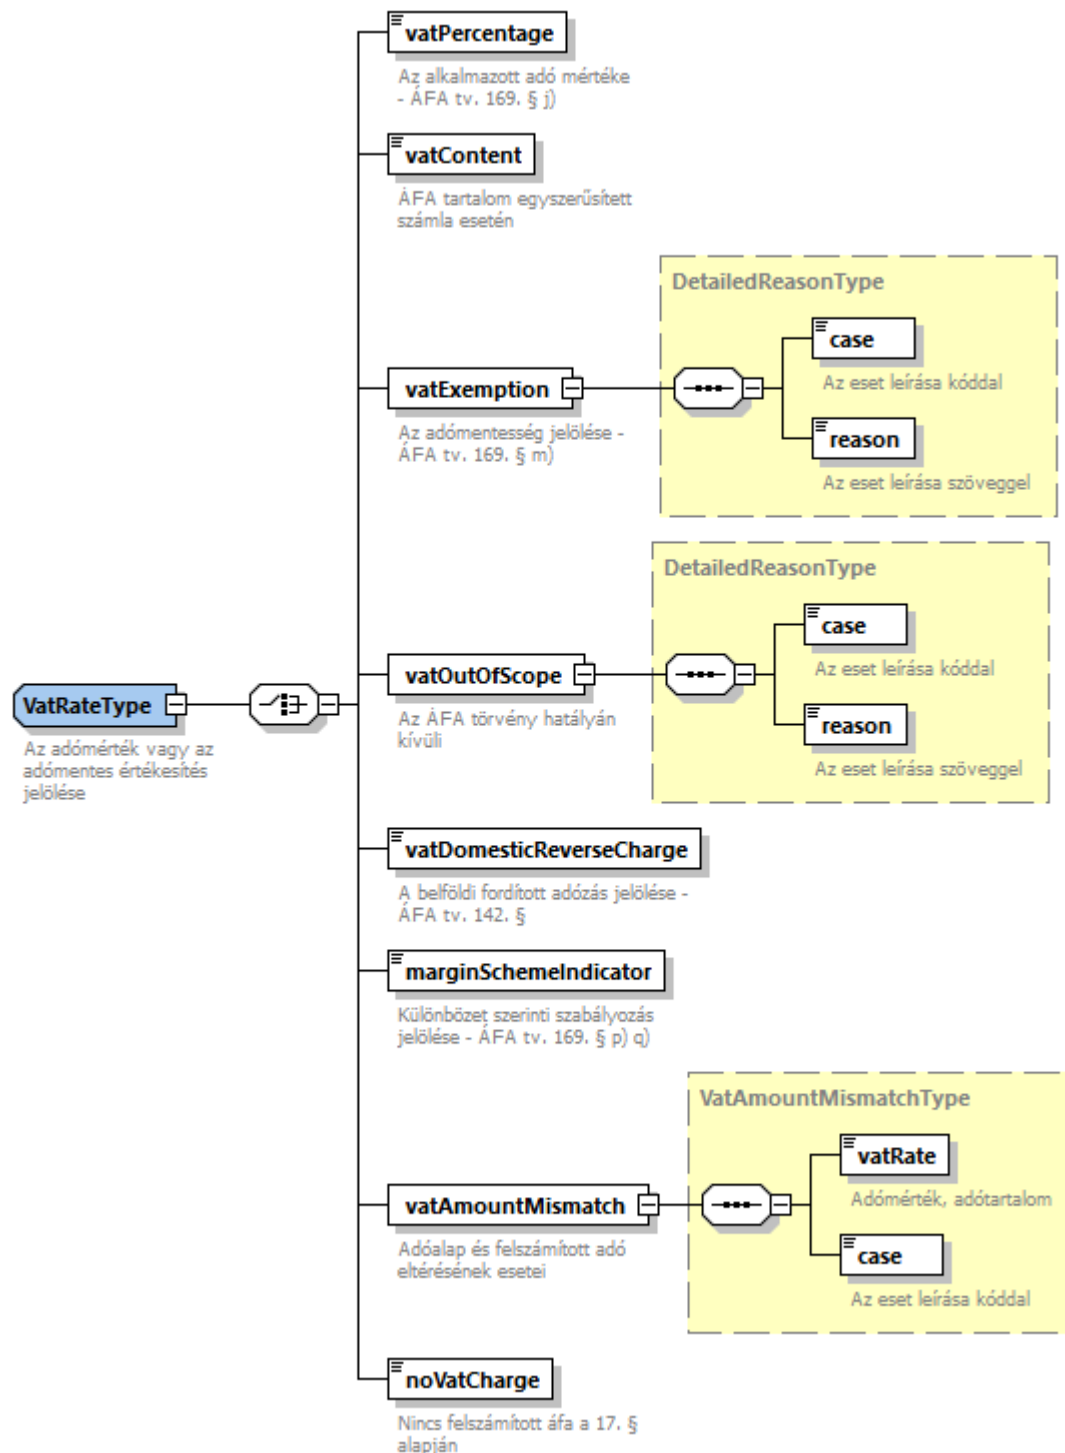 vatPercentage
Az alkalmazott adó mértéke
- ÁFA tv. 169. § j)
vatContent
ÁFA tartalom egyszerűsített
számla esetén
DetailedReasonType
case
Az eset leírása kóddal
vatExemption
Az adómentesség jelölése -
ÁFA tv. 169. § m)
reason
Az eset leírása szöveggel
DetailedReasonType
case
Az eset leírása kóddal
vatOutOfScope
Az ÁFA törvény hatályán
kívüli
reason
Az eset leírása szöveggel
VatRateType
Az adómérték vagy az
adómentes értékesítés
jelölése
vatDomesticReverseCharge
A belföldi fordított adózás jelölése -
ÁFA tv. 142. §
marginSchemeIndicator
Különbözet szerinti szabályozás
jelölése - ÁFA tv. 169. § p) q)
VatAmountMismatchType
vatRate
Adómérték, adótartalom
vatAmountMismatch
Adóalap és felszámított adó
eltérésének esetei
case
Az eset leírása kóddal
noVatCharge
Nincs felszámított áfa a 17. §
alapján